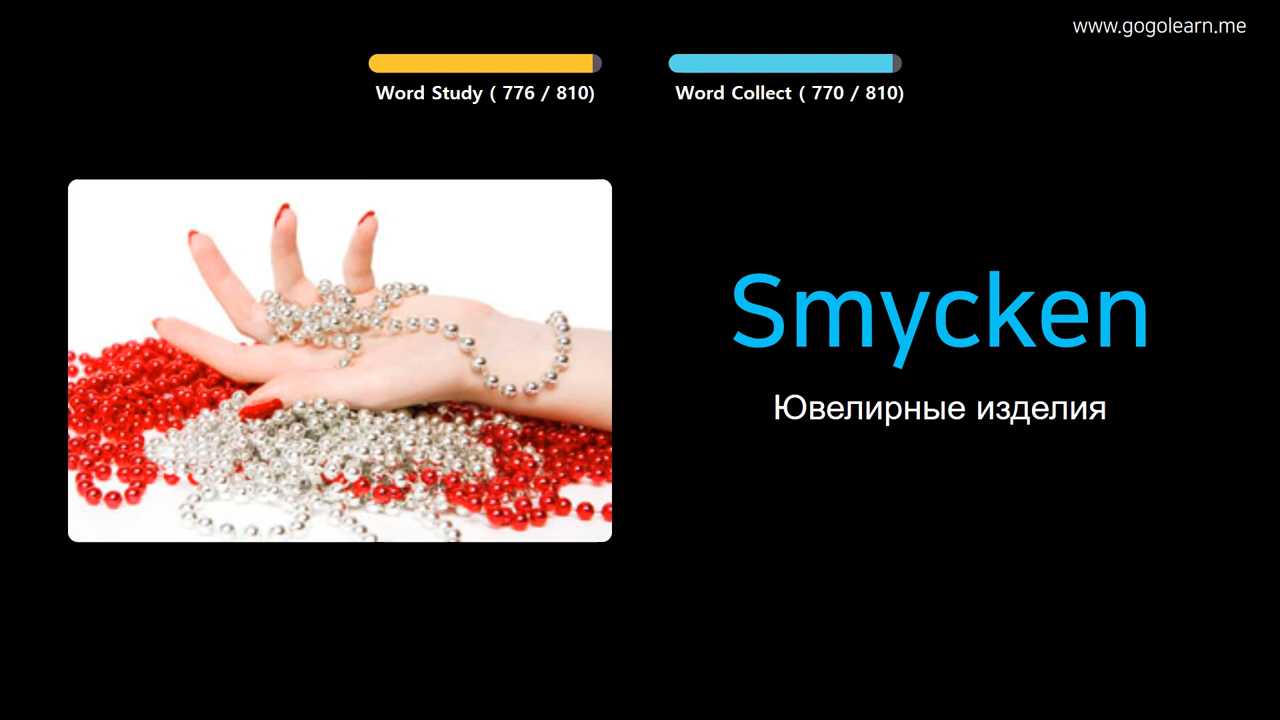 www.gogolearn.me
Word Study ( 776 / 810)
Word Collect ( 770 / 810)
Smycken
Ювелирные изделия